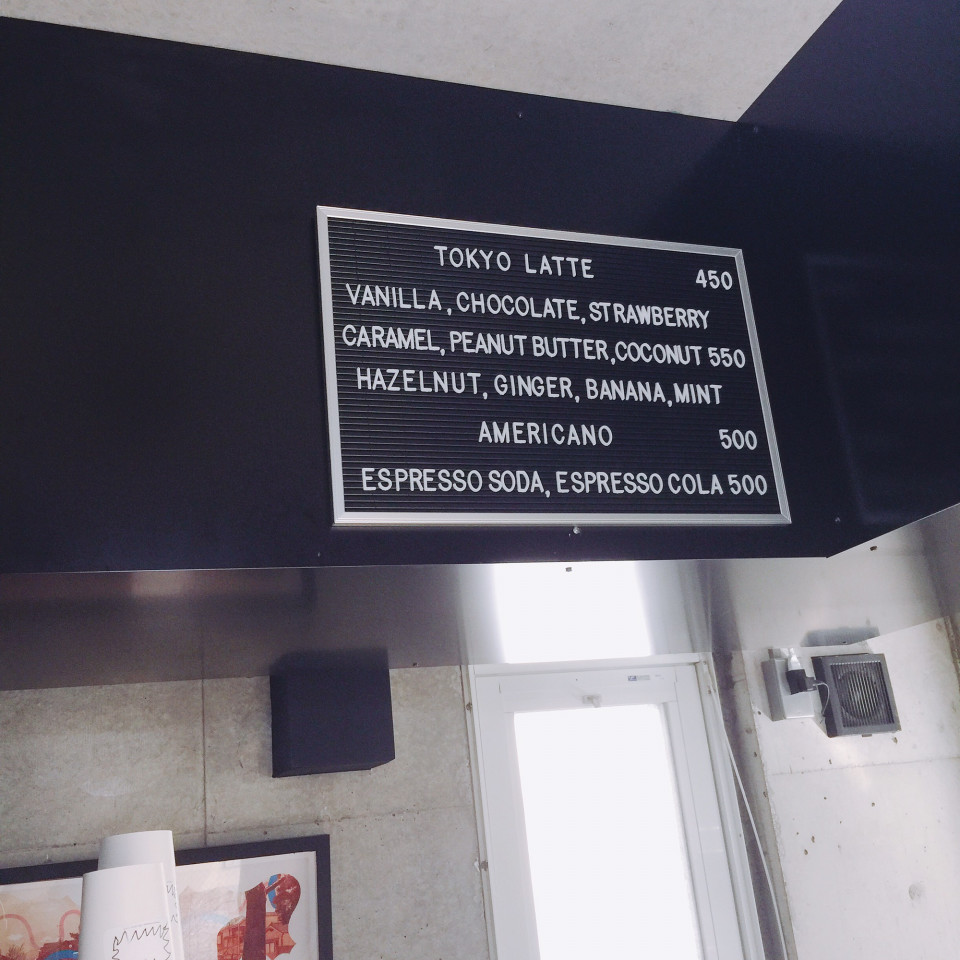 TOKYO LATTE 450
VANILLA, CHOCOLATE, STRAWBERRY
CARAMEL, PEANUT BUTTER, COCONUT 550
HAZELNUT, GINGER, BANANA, MINT
AMERICANO 500
ESPRESSO SODA, ESPRESSO COLA 500